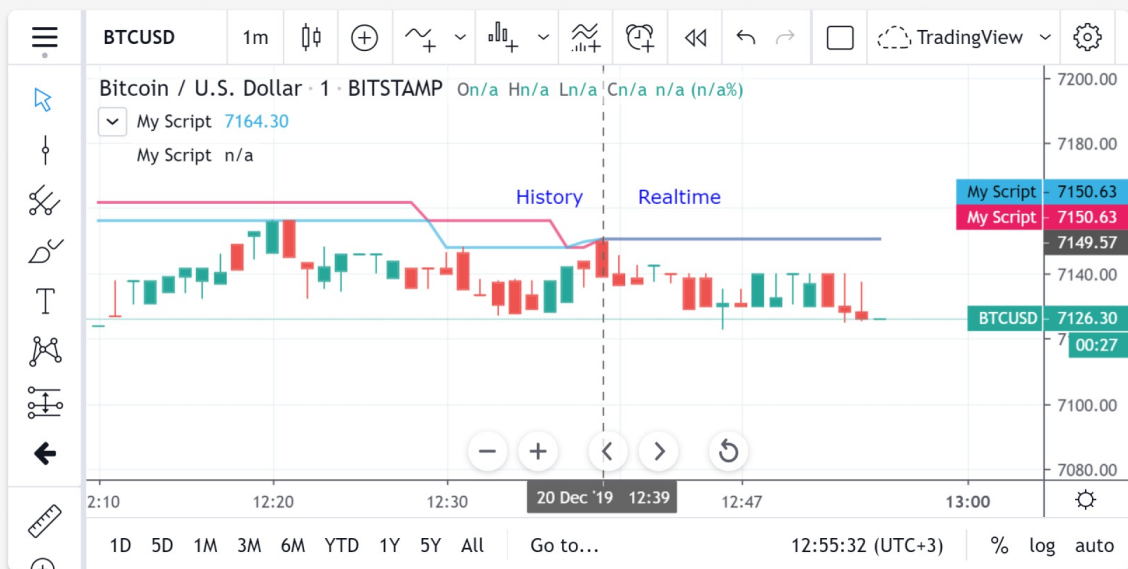 BTCUSD 1m TradingView
Bitcoin / U.S. Dollar · 1 · BITSTAMP On/a Hn/a Ln/a Cn/a n/a (n/a%)
My Script 7164.30
My Script n/a
History Realtime
7200.00
7180.00
My Script 7150.63
My Script 7150.63
7149.57
7140.00
BTCUSD 7126.30
00:27
7100.00
7080.00
2:10 12:20 12:30 20 Dec '19 12:39 12:47 13:00
1D 5D 1M 3M 6M YTD 1Y 5Y All Go to... 12:55:32 (UTC+3) % log auto